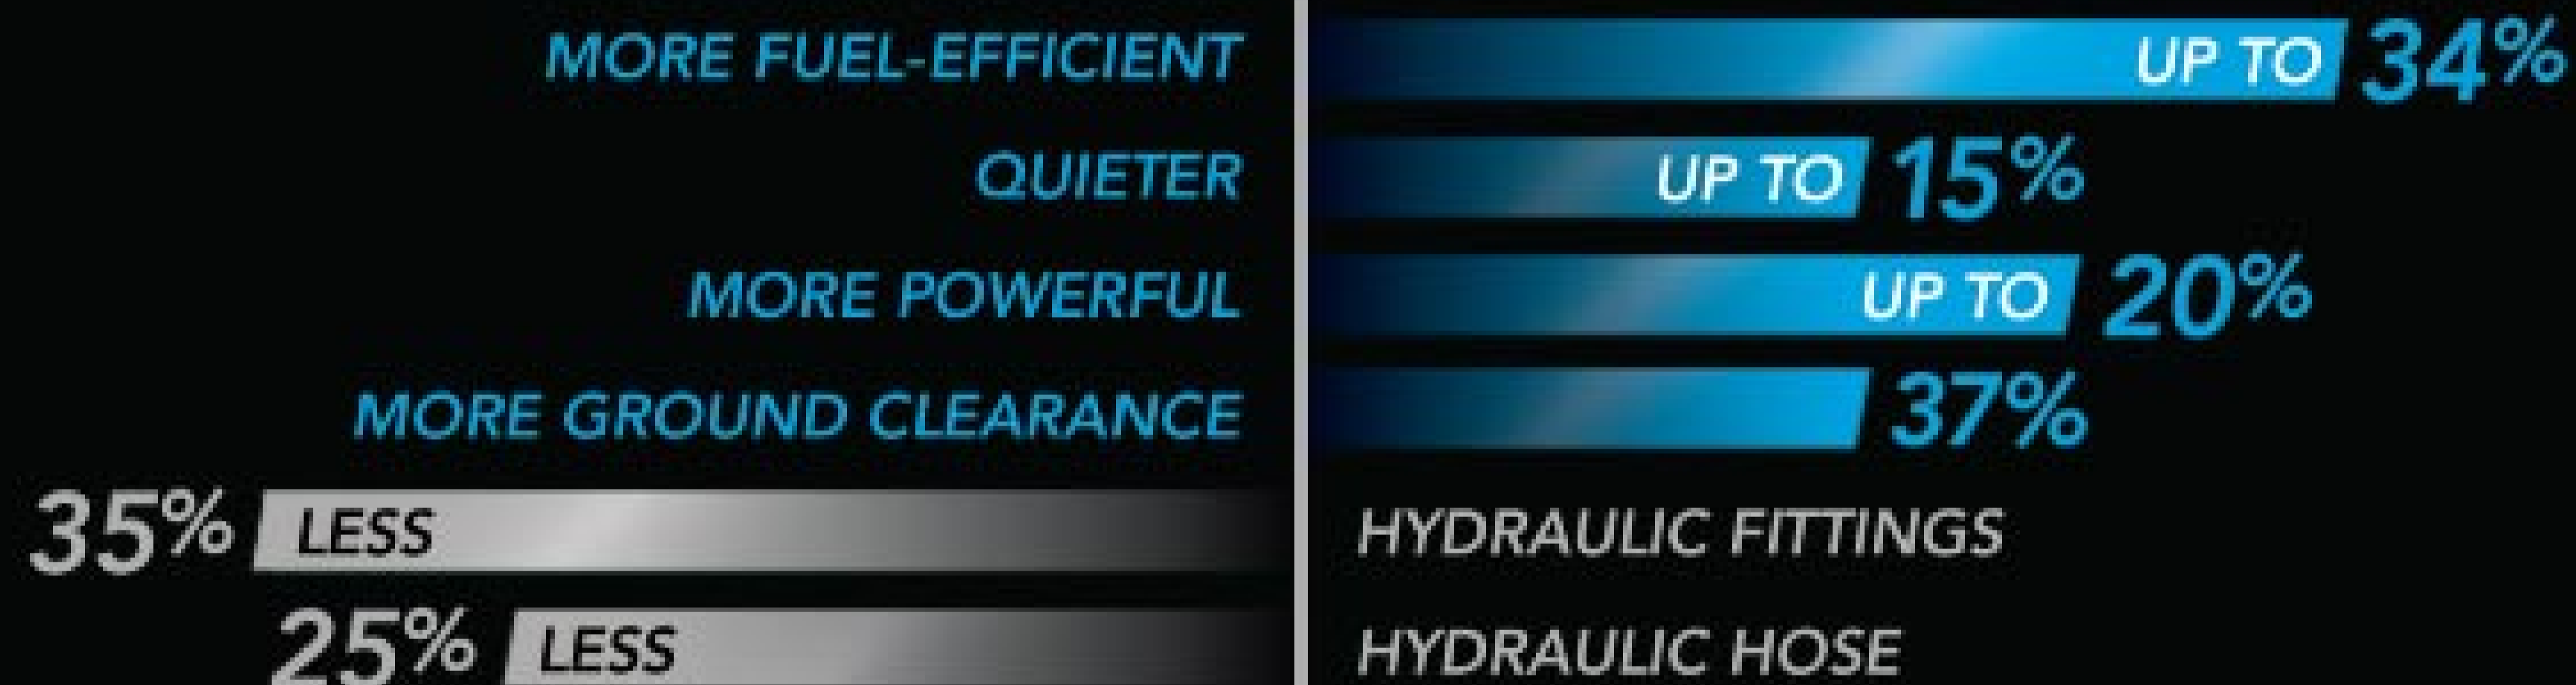 MORE FUEL-EFFICIENT UP TO 34%
QUIETER UP TO 15%
MORE POWERFUL UP TO 20%
MORE GROUND CLEARANCE 37%
35% LESS HYDRAULIC FITTINGS
25% LESS HYDRAULIC HOSE